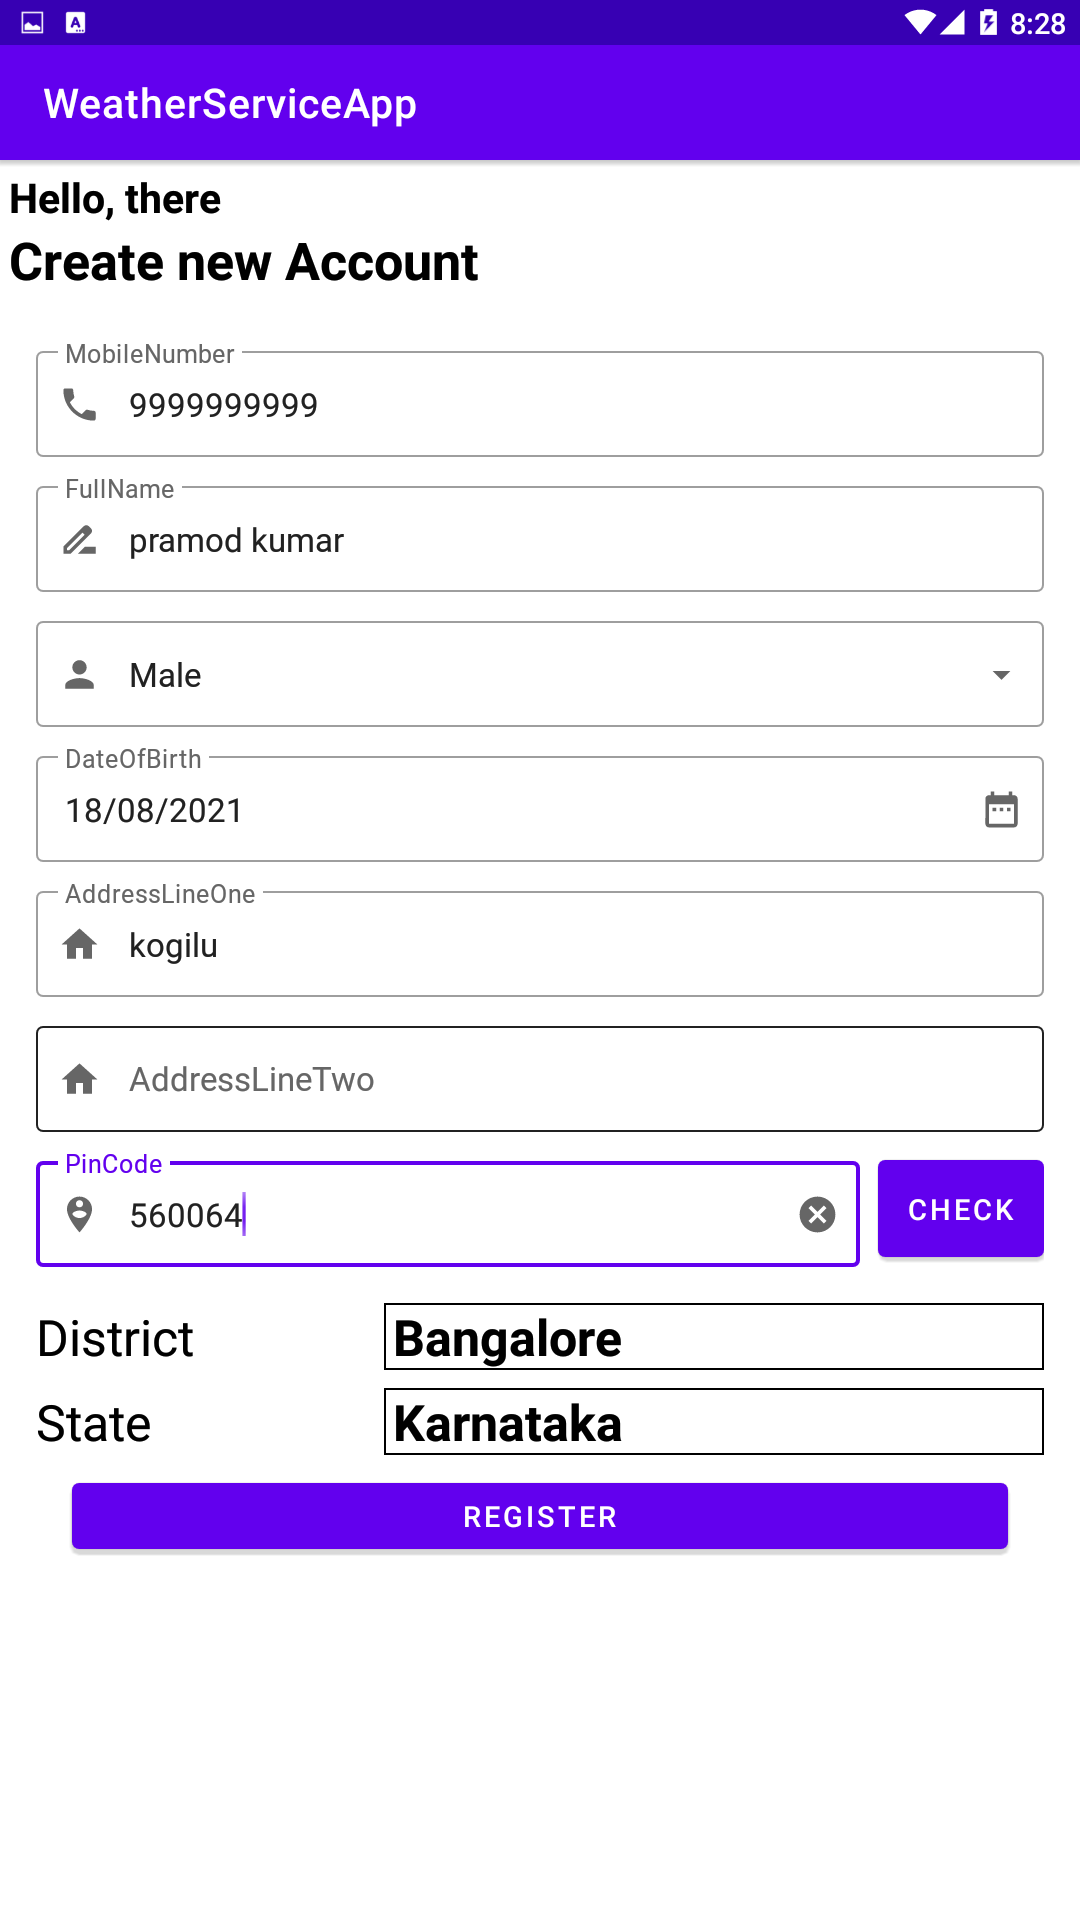 8:28
WeatherServiceApp
Hello, there
Create new Account
MobileNumber
9999999999
FullName
pramod kumar
Male
DateOfBirth
18/08/2021
AddressLineOne
kogilu
AddressLineTwo
PinCode
560064
CHECK
District Bangalore
State Karnataka
REGISTER